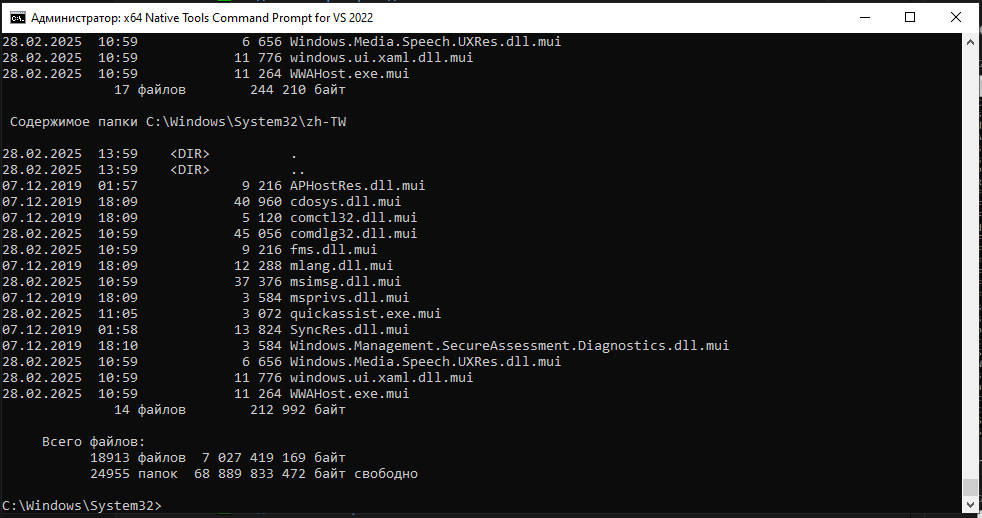 Администратор: x64 Native Tools Command Prompt for VS 2022
28.02.2025  10:59             6 656 Windows.Media.Speech.UXRes.dll.mui
28.02.2025  10:59            11 776 windows.ui.xaml.dll.mui
28.02.2025  10:59            11 264 WWAHost.exe.mui
              17 файлов        244 210 байт
 Содержимое папки C:\Windows\System32\zh-TW
28.02.2025  13:59    <DIR>          .
28.02.2025  13:59    <DIR>          ..
07.12.2019  01:57             9 216 APHostRes.dll.mui
07.12.2019  18:09            40 960 cdosys.dll.mui
07.12.2019  18:09             5 120 comctl32.dll.mui
28.02.2025  10:59            45 056 comdlg32.dll.mui
28.02.2025  10:59             9 216 fms.dll.mui
07.12.2019  18:09            12 288 mlang.dll.mui
28.02.2025  10:59            37 376 msimsg.dll.mui
07.12.2019  18:09             3 584 msprivs.dll.mui
28.02.2025  11:05             3 072 quickassist.exe.mui
07.12.2019  01:58            13 824 SyncRes.dll.mui
07.12.2019  18:10             3 584 Windows.Management.SecureAssessment.Diagnostics.dll.mui
28.02.2025  10:59             6 656 Windows.Media.Speech.UXRes.dll.mui
28.02.2025  10:59            11 776 windows.ui.xaml.dll.mui
28.02.2025  10:59            11 264 WWAHost.exe.mui
              14 файлов        212 992 байт
     Всего файлов:
           18913 файлов  7 027 419 169 байт
           24955 папок  68 889 833 472 байт свободно
C:\Windows\System32>